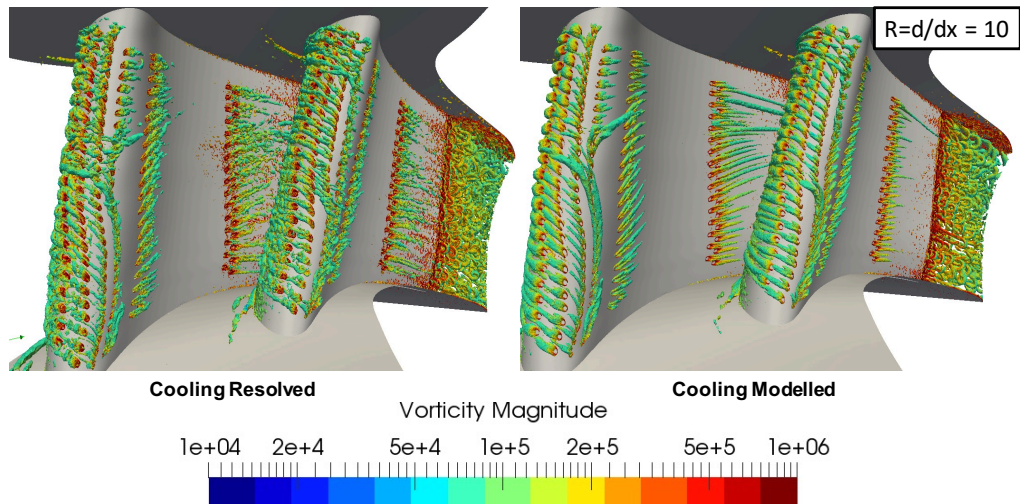 R=d/dx = 10
Cooling Resolved
Cooling Modelled
Vorticity Magnitude
1e+04 2e+4 5e+4 1e+5 2e+5 5e+5 1e+06